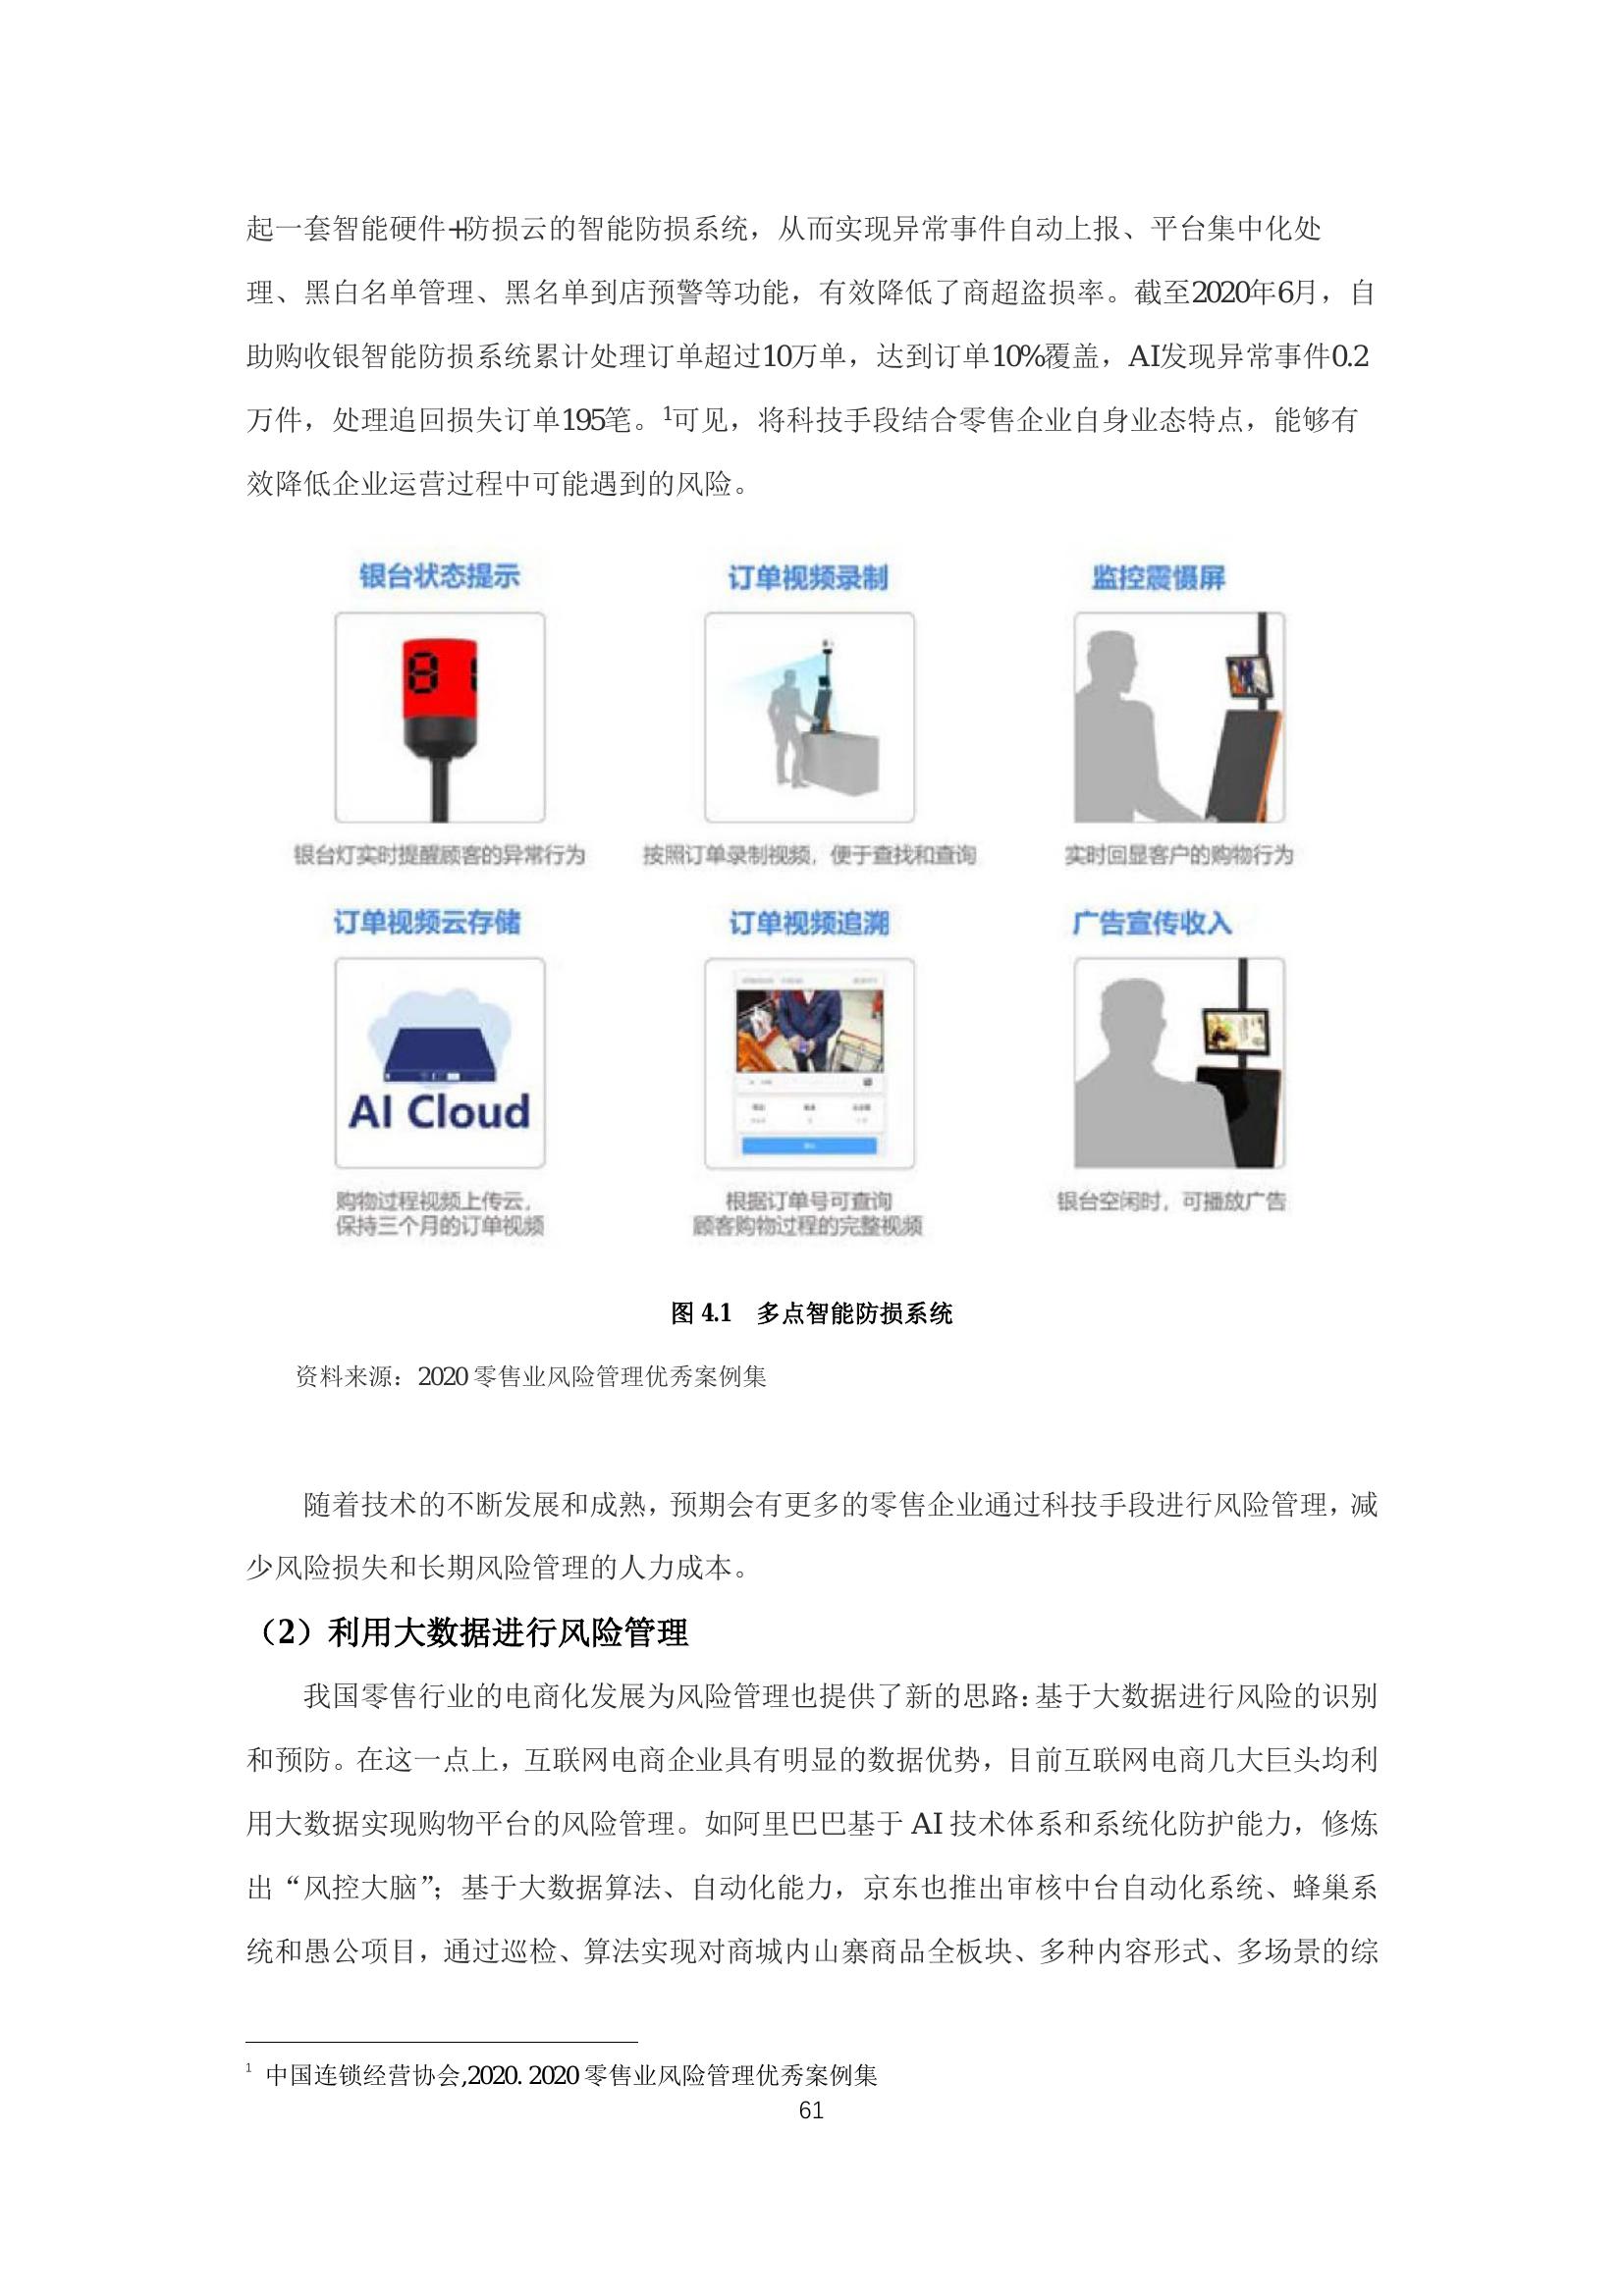 起一套智能硬件+防损云的智能防损系统，从而实现异常事件自动上报、平台集中化处
理、黑白名单管理、黑名单到店预警等功能，有效降低了商超盗损率。截至2020年6月，自
助购收银智能防损系统累计处理订单超过10万单，达到订单10%覆盖，AI发现异常事件0.2
万件，处理追回损失订单195笔。¹可见，将科技手段结合零售企业自身业态特点，能够有
效降低企业运营过程中可能遇到的风险。
银台状态提示 订单视频录制 监控震慑屏
8
银台灯实时提醒顾客的异常行为 按照订单录制视频，便于查找和查询 实时回显客户的购物行为
订单视频云存储 订单视频追溯 广告宣传收入
AI Cloud
购物过程视频上传云， 根据订单号可查询 银台空闲时，可播放广告
保持三个月的订单视频 顾客购物过程的完整视频
图 4.1 多点智能防损系统
资料来源：2020 零售业风险管理优秀案例集
随着技术的不断发展和成熟，预期会有更多的零售企业通过科技手段进行风险管理，减
少风险损失和长期风险管理的人力成本。
（2）利用大数据进行风险管理
我国零售行业的电商化发展为风险管理也提供了新的思路：基于大数据进行风险的识别
和预防。在这一点上，互联网电商企业具有明显的数据优势，目前互联网电商几大巨头均利
用大数据实现购物平台的风险管理。如阿里巴巴基于 AI 技术体系和系统化防护能力，修炼
出“风控大脑”；基于大数据算法、自动化能力，京东也推出审核中台自动化系统、蜂巢系
统和愚公项目，通过巡检、算法实现对商城内山寨商品全板块、多种内容形式、多场景的综
¹ 中国连锁经营协会,2020. 2020 零售业风险管理优秀案例集
61